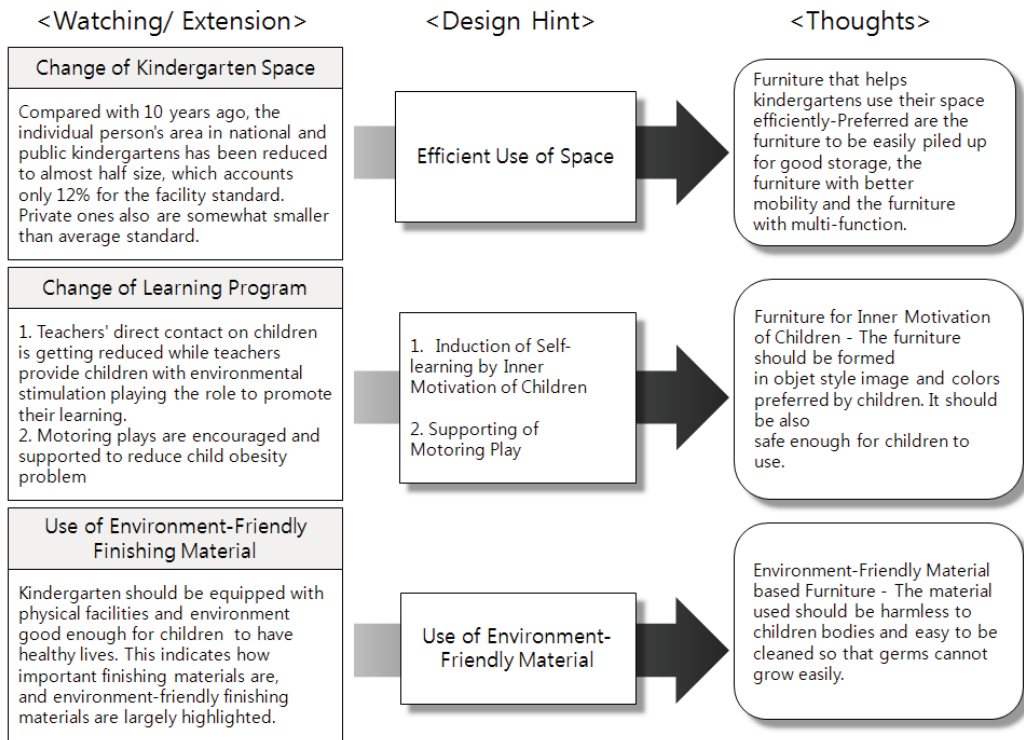 <Watching/ Extension>
<Design Hint>
<Thoughts>
Change of Kindergarten Space
Compared with 10 years ago, the
individual person's area in national and
public kindergartens has been reduced
to almost half size, which accounts
only 12% for the facility standard.
Private ones also are somewhat smaller
than average standard.
Efficient Use of Space
Furniture that helps
kindergartens use their space
efficiently-Preferred are the
furniture to be easily piled up
for good storage, the
furniture with better
mobility and the furniture
with multi-function.
Change of Learning Program
1. Teachers' direct contact on children
is getting reduced while teachers
provide children with environmental
stimulation playing the role to promote
their learning.
2. Motoring plays are encouraged and
supported to reduce child obesity
problem
1. Induction of Self-
learning by Inner
Motivation of Children
2. Supporting of
Motoring Play
Furniture for Inner Motivation
of Children - The furniture
should be formed
in objet style image and colors
preferred by children. It should
be also
safe enough for children to
use.
Use of Environment-Friendly
Finishing Material
Kindergarten should be equipped with
physical facilities and environment
good enough for children to have
healthy lives. This indicates how
important finishing materials are,
and environment-friendly finishing
materials are largely highlighted.
Use of Environment-
Friendly Material
Environment-Friendly Material
based Furniture - The material
used should be harmless to
children bodies and easy to be
cleaned so that germs cannot
grow easily.